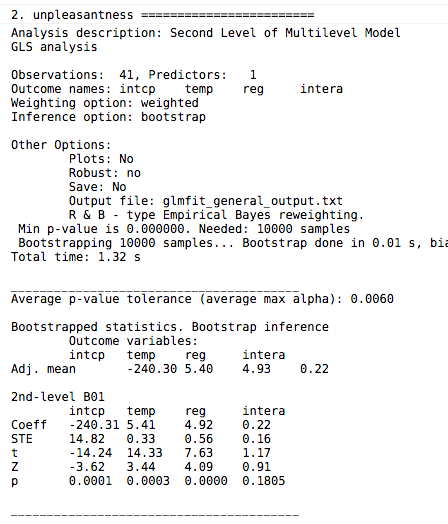 2. unpleasantness ========================
Analysis description: Second Level of Multilevel Model
GLS analysis
Observations: 41, Predictors: 1
Outcome names: intcp temp reg intera
Weighting option: weighted
Inference option: bootstrap
Other Options:
Plots: No
Robust: no
Save: No
Output file: glmfit_general_output.txt
R & B - type Empirical Bayes reweighting.
Min p-value is 0.000000. Needed: 10000 samples
Bootstrapping 10000 samples... Bootstrap done in 0.01 s, bia
Total time: 1.32 s
________________________________________
Average p-value tolerance (average max alpha): 0.0060
Bootstrapped statistics. Bootstrap inference
Outcome variables:
intcp temp reg intera
Adj. mean -240.30 5.40 4.93 0.22
2nd-level B01
intcp temp reg intera
Coeff -240.31 5.41 4.92 0.22
STE 14.82 0.33 0.56 0.16
t -14.24 14.33 7.63 1.17
Z -3.62 3.44 4.09 0.91
p 0.0001 0.0003 0.0000 0.1805
________________________________________